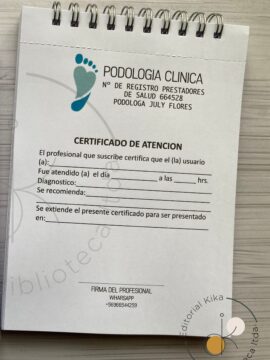 PODOLOGIA CLINICA
Nº DE REGISTRO PRESTADORES
DE SALUD 664528
PODOLOGA JULY FLORES
CERTIFICADO DE ATENCION
El profesional que suscribe certifica que el (la) usuario
(a):
Fue atendido (a) el día a las hrs.
Diagnostico:
Se recomienda:
Se extiende el presente certificado para ser presentado
en:
FIRMA DEL PROFESIONAL
WHATSAPP
+56966544259
Editorial Kika